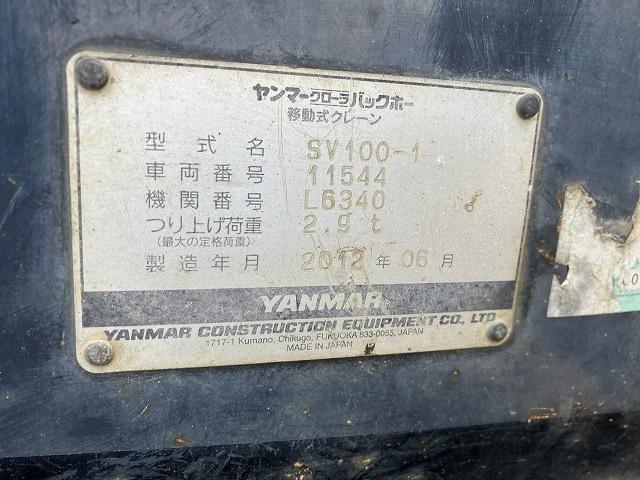 ヤンマークローラバックホー
移動式クレーン
型式名 SV100-1
車両番号 11544
機関番号 L6340
つり上げ荷重 2.9 t
(最大の定格荷重)
製造年月 2012 年 06 月
YANMAR
YANMAR CONSTRUCTION EQUIPMENT CO., LTD.
1717-1 Kumano, Chikugo, FUKUOKA 833-0055, JAPAN
MADE IN JAPAN